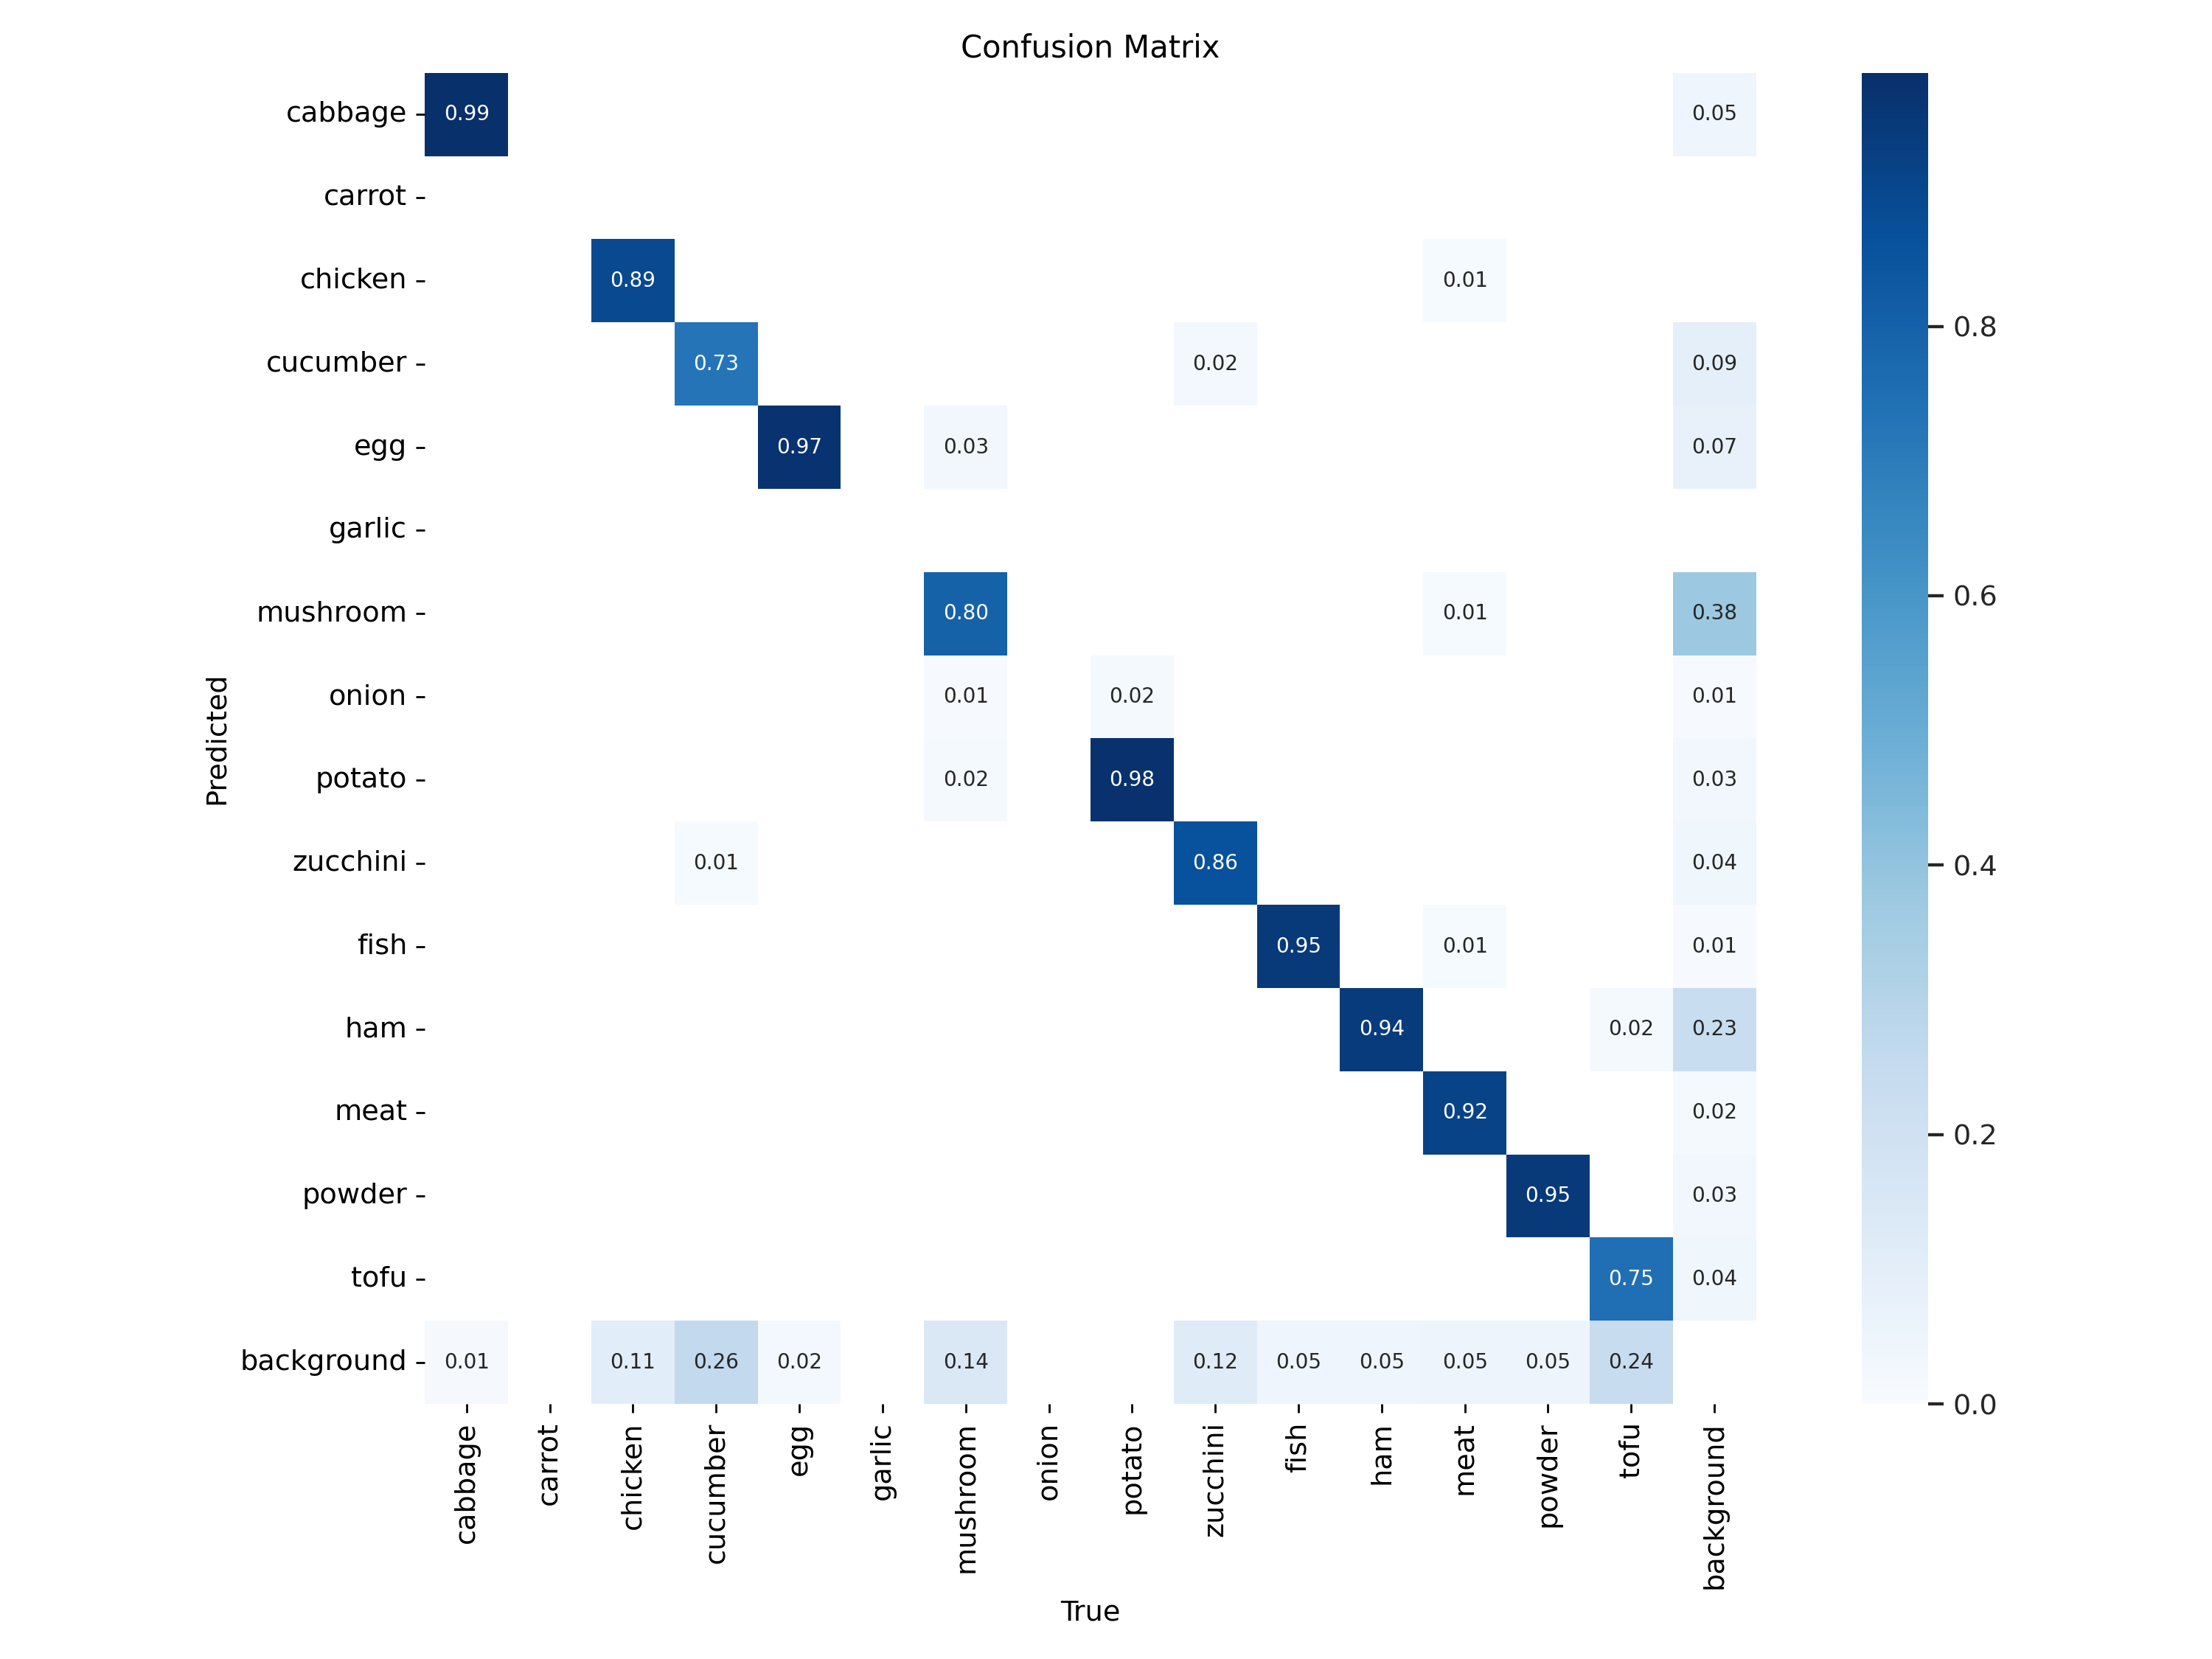 Confusion Matrix
cabbage 0.99 0.05
carrot
chicken 0.89 0.01
cucumber 0.73 0.02 0.09
egg 0.97 0.03 0.07
garlic
mushroom 0.80 0.01 0.38
onion 0.01 0.02 0.01
potato 0.02 0.98 0.03
zucchini 0.01 0.86 0.04
fish 0.95 0.01 0.01
ham 0.94 0.02 0.23
meat 0.92 0.02
powder 0.95 0.03
tofu 0.75 0.04
background 0.01 0.11 0.26 0.02 0.14 0.12 0.05 0.05 0.05 0.05 0.24
Predicted
cabbage carrot chicken cucumber egg garlic mushroom onion potato zucchini fish ham meat powder tofu background
True
0.8
0.6
0.4
0.2
0.0